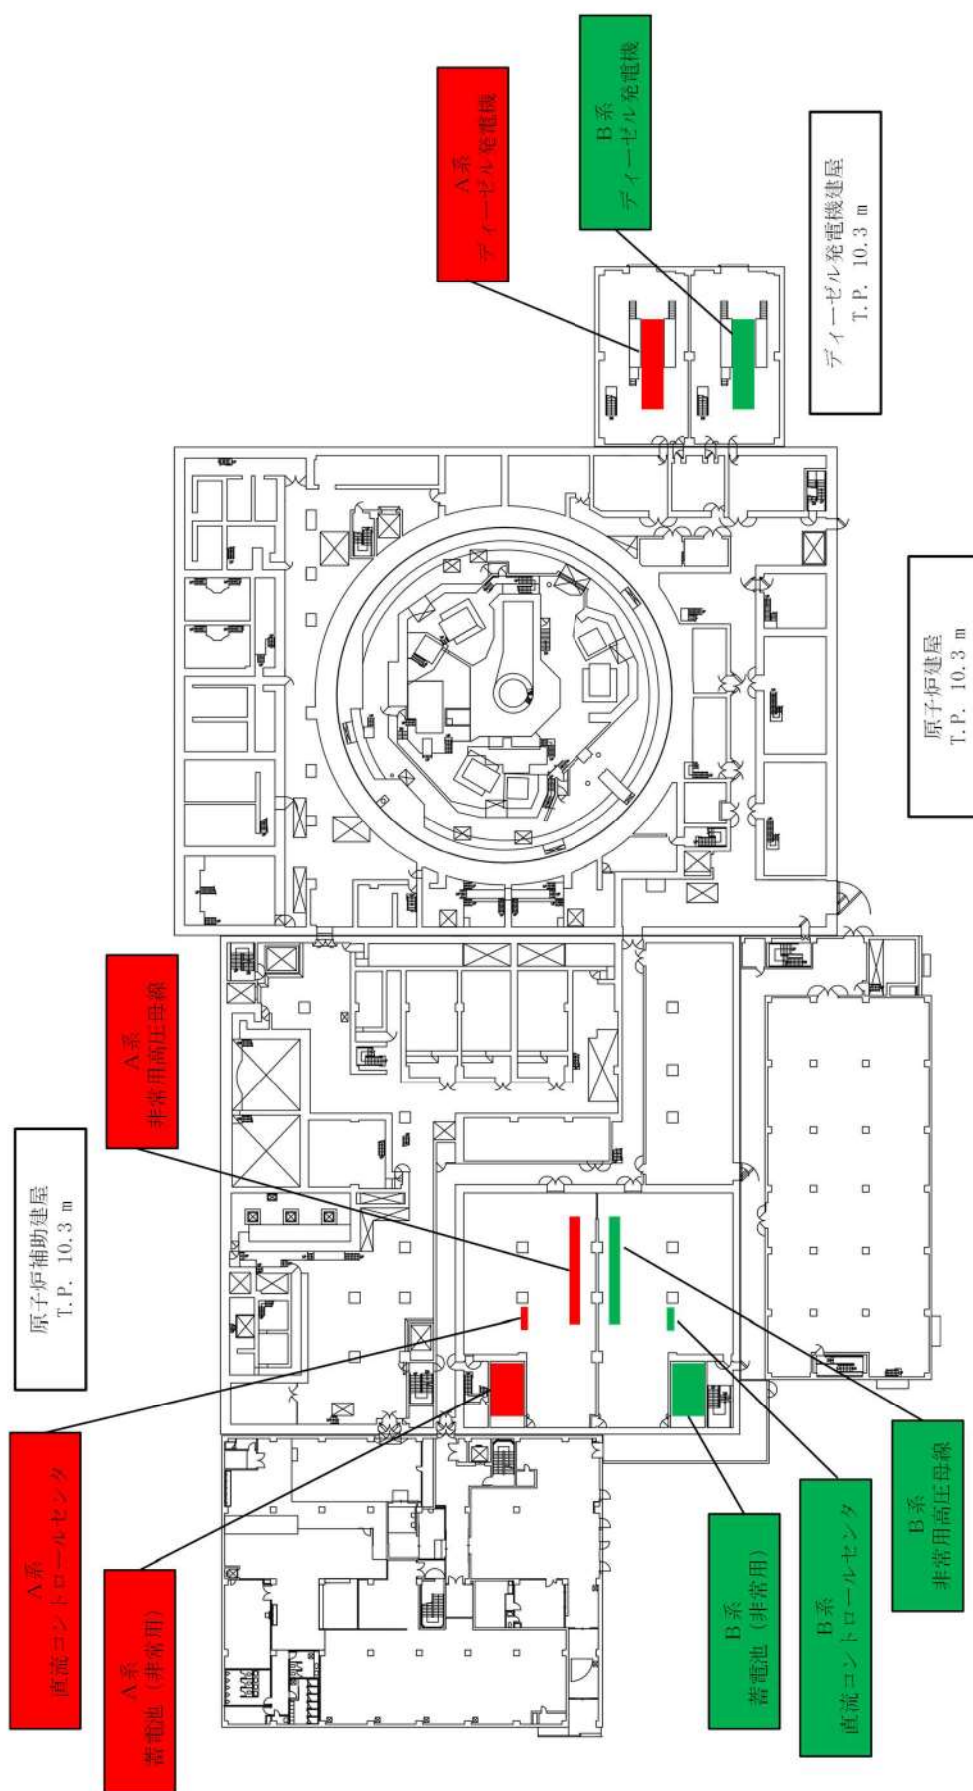 A系
直流コントロールセンタ
A系
蓄電池（非常用）
原子炉補助建屋
T.P. 10.3 m
A系
非常用高圧母線
A系
ディーゼル発電機
B系
ディーゼル発電機
ディーゼル発電機建屋
T.P. 10.3 m
原子炉建屋
T.P. 10.3 m
B系
蓄電池（非常用）
B系
直流コントロールセンタ
B系
非常用高圧母線